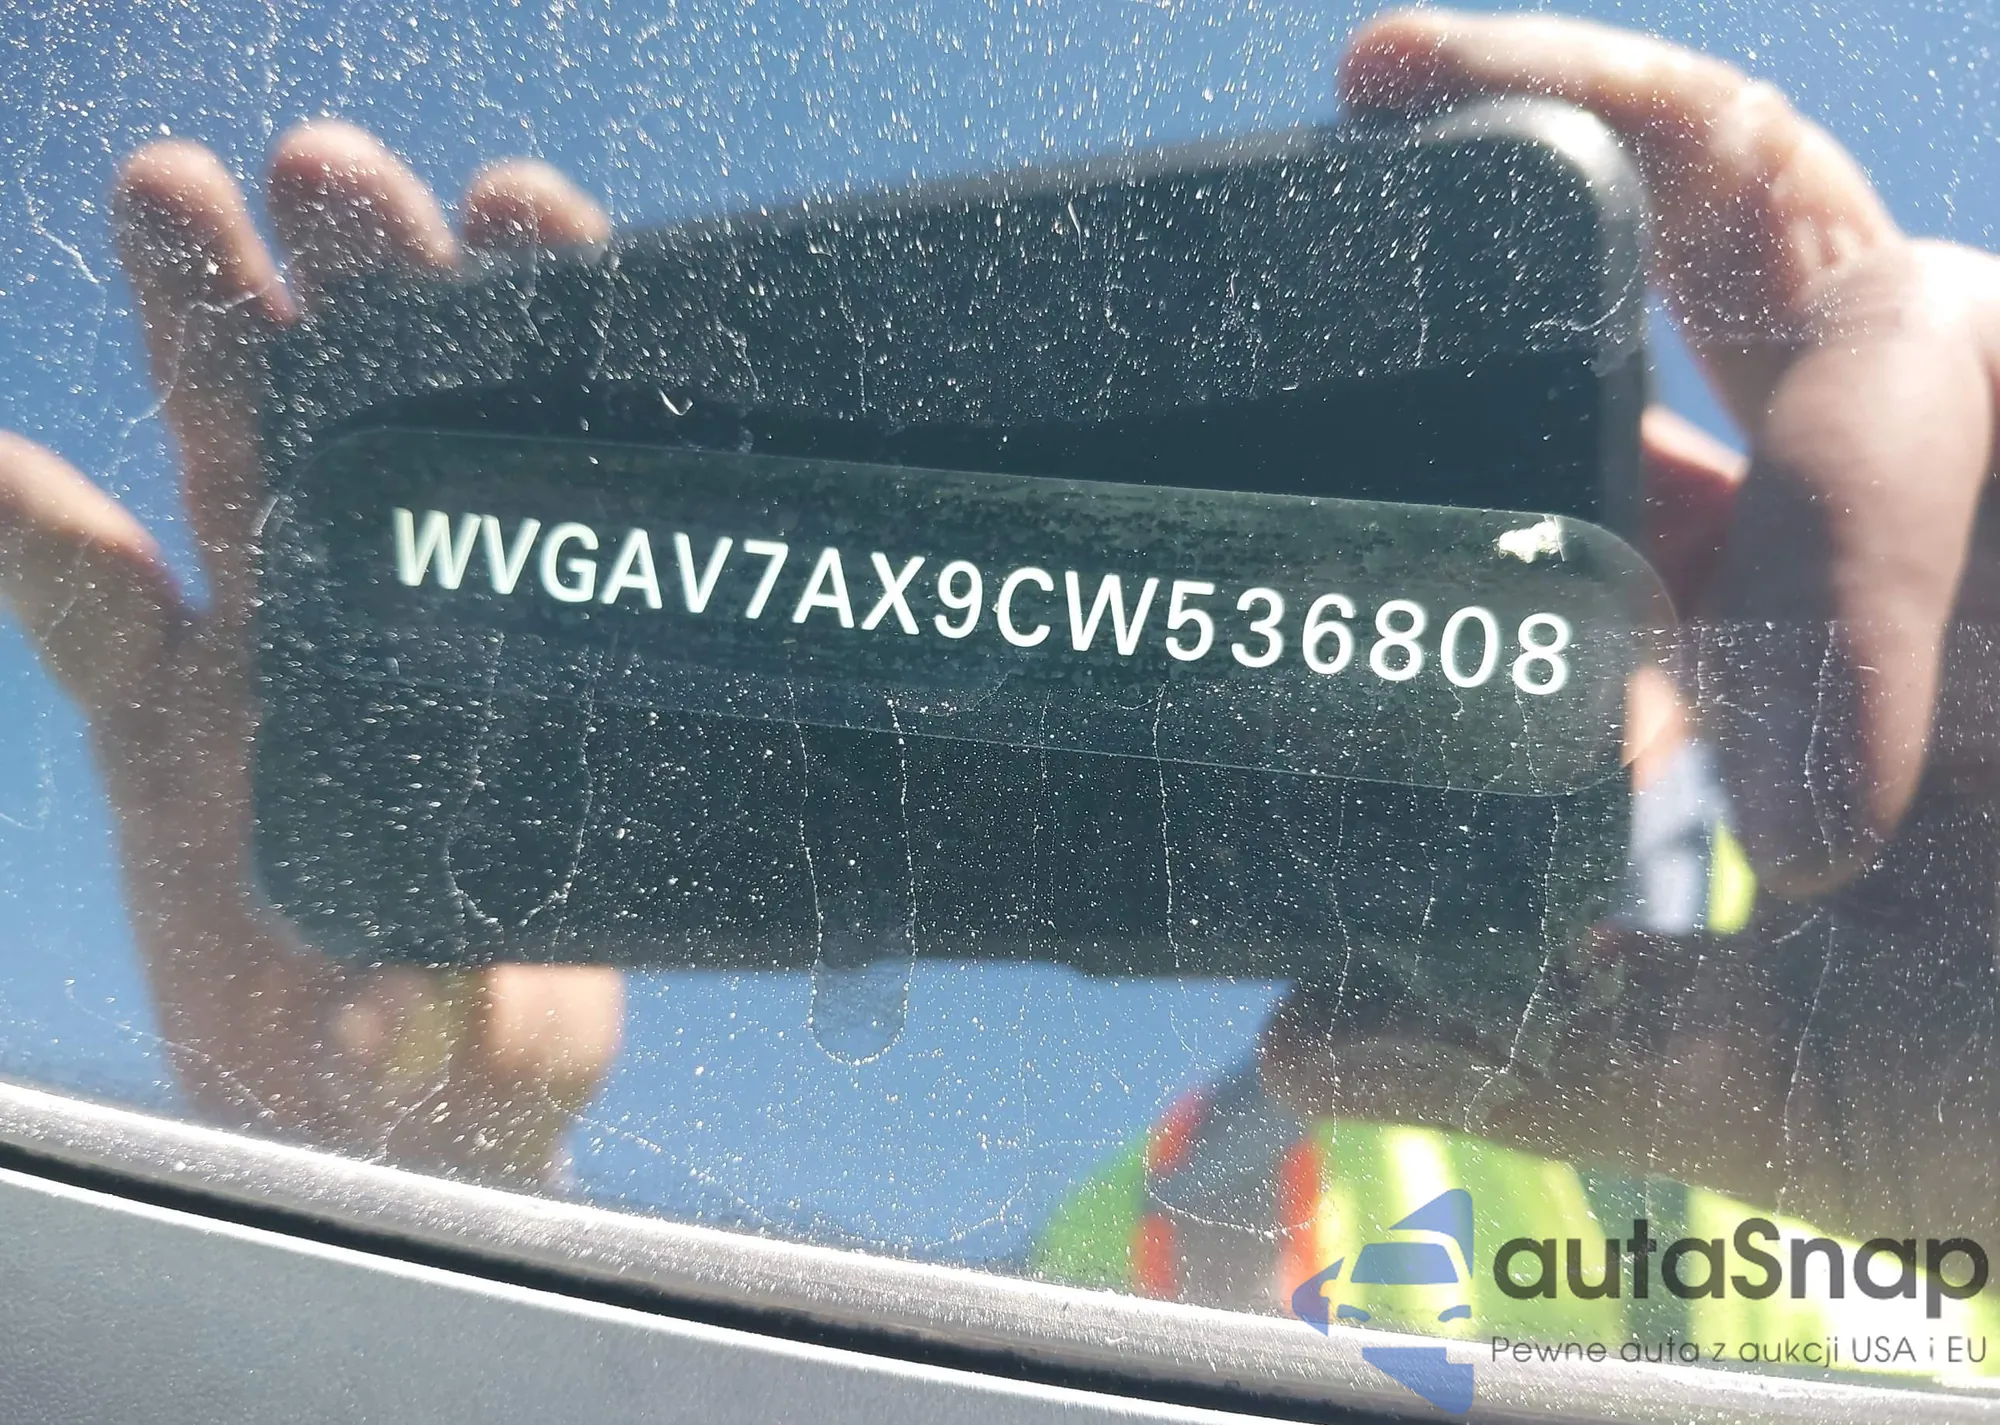 WVGAV7AX9CW536808
autaSnap
Pewne auta z aukcji USA i EU